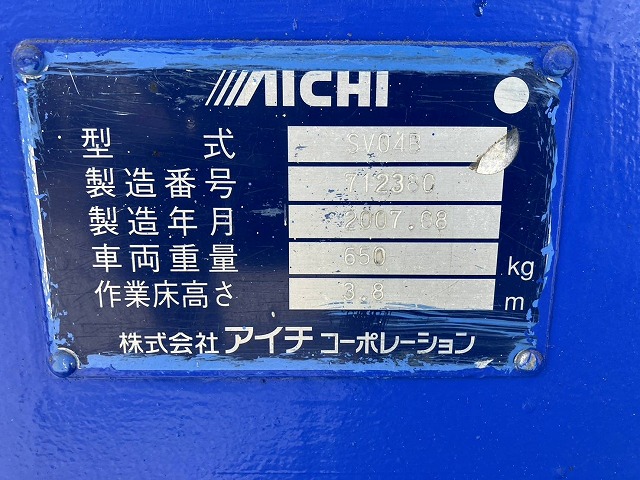 AICHI
型式 SV04B
製造番号 712380
製造年月 2007.08
車両重量 650 kg
作業床高さ 3.8 m
株式会社アイチコーポレーション